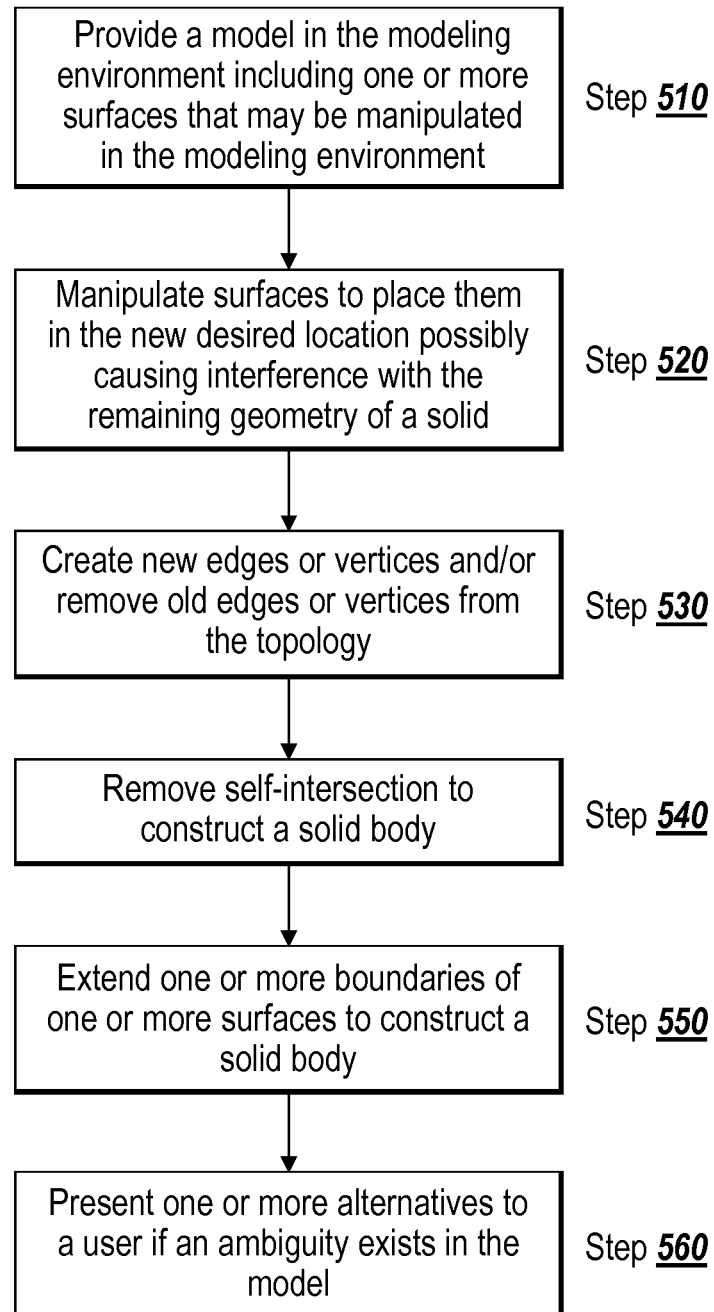 Provide a model in the modeling
environment including one or more
surfaces that may be manipulated
in the modeling environment
Step 510
Manipulate surfaces to place them
in the new desired location possibly
causing interference with the
remaining geometry of a solid
Step 520
Create new edges or vertices and/or
remove old edges or vertices from
the topology
Step 530
Remove self-intersection to
construct a solid body
Step 540
Extend one or more boundaries of
one or more surfaces to construct a
solid body
Step 550
Present one or more alternatives to
a user if an ambiguity exists in the
model
Step 560